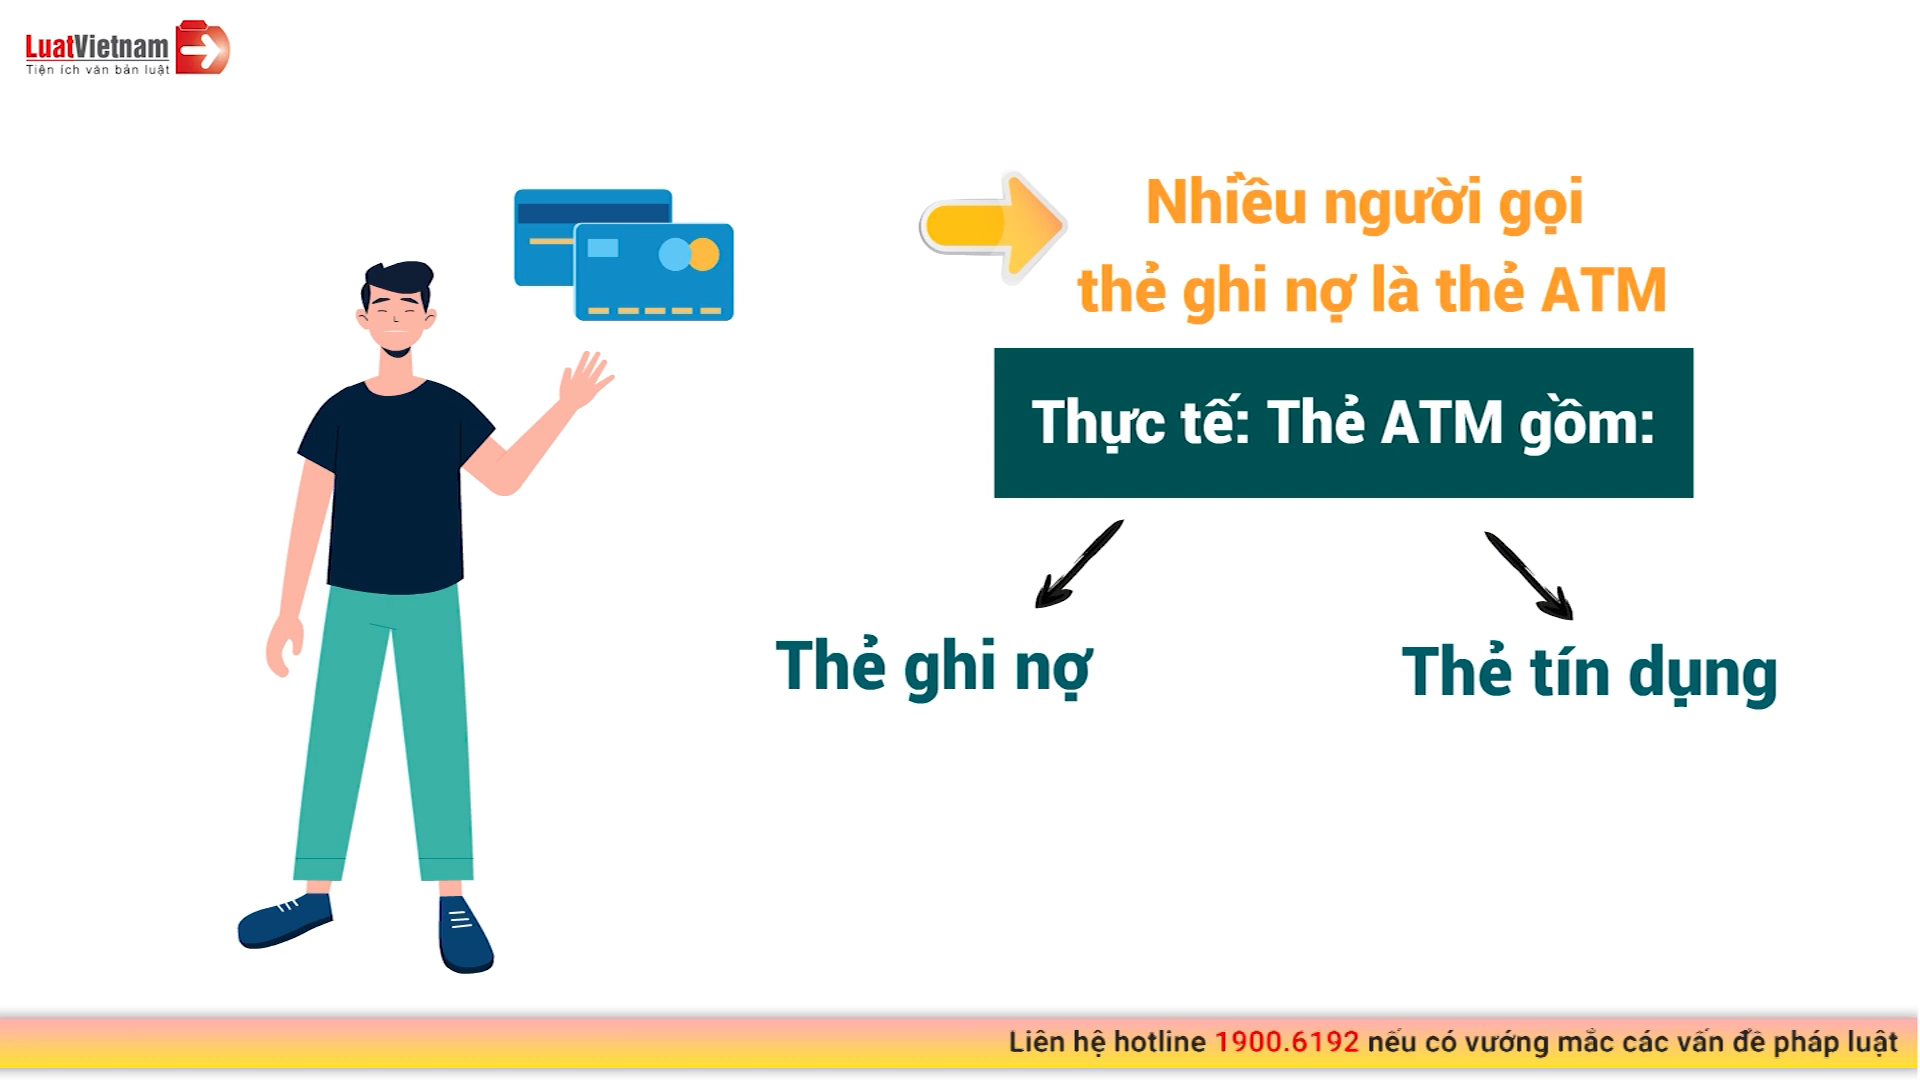 LuatVietnam
Tiện ích văn bản luật
Nhiều người gọi
thẻ ghi nợ là thẻ ATM
Thực tế: Thẻ ATM gồm:
Thẻ ghi nợ
Thẻ tín dụng
Liên hệ hotline 1900.6192 nếu có vướng mắc các vấn đề pháp luật